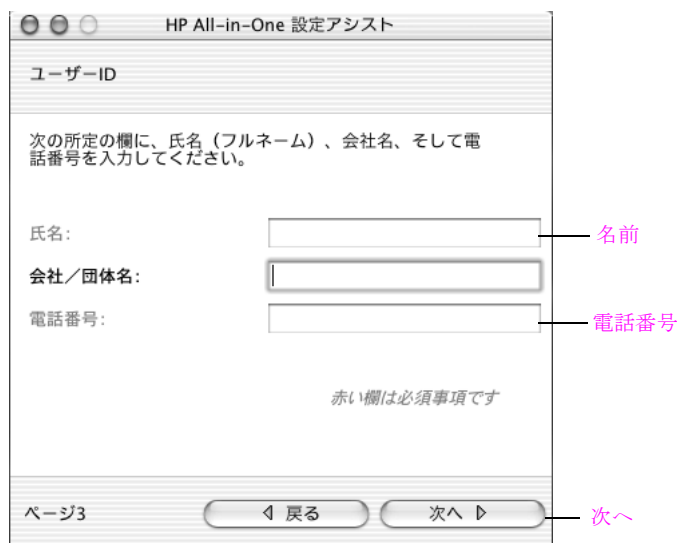 HP All-in-One 設定アシスト
ユーザーID
次の所定の欄に、氏名（フルネーム）、会社名、そして電
話番号を入力してください。
氏名:
名前
会社／団体名:
電話番号:
電話番号
赤い欄は必須事項です
ページ3
戻る
次へ
次へ